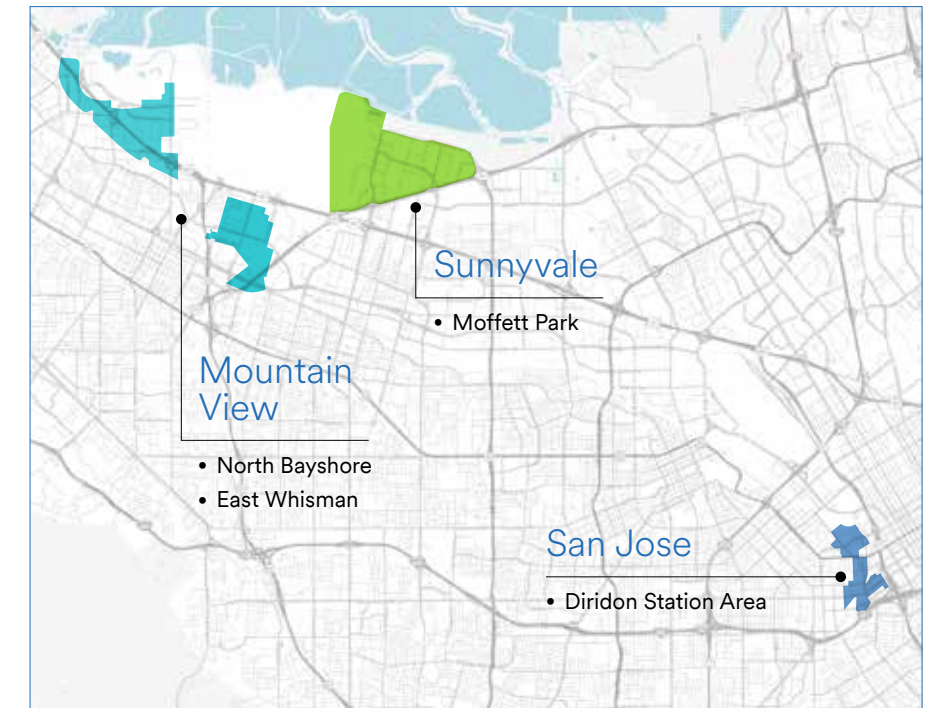 Sunnyvale
• Moffett Park
Mountain
View
• North Bayshore
• East Whisman
San Jose
• Diridon Station Area